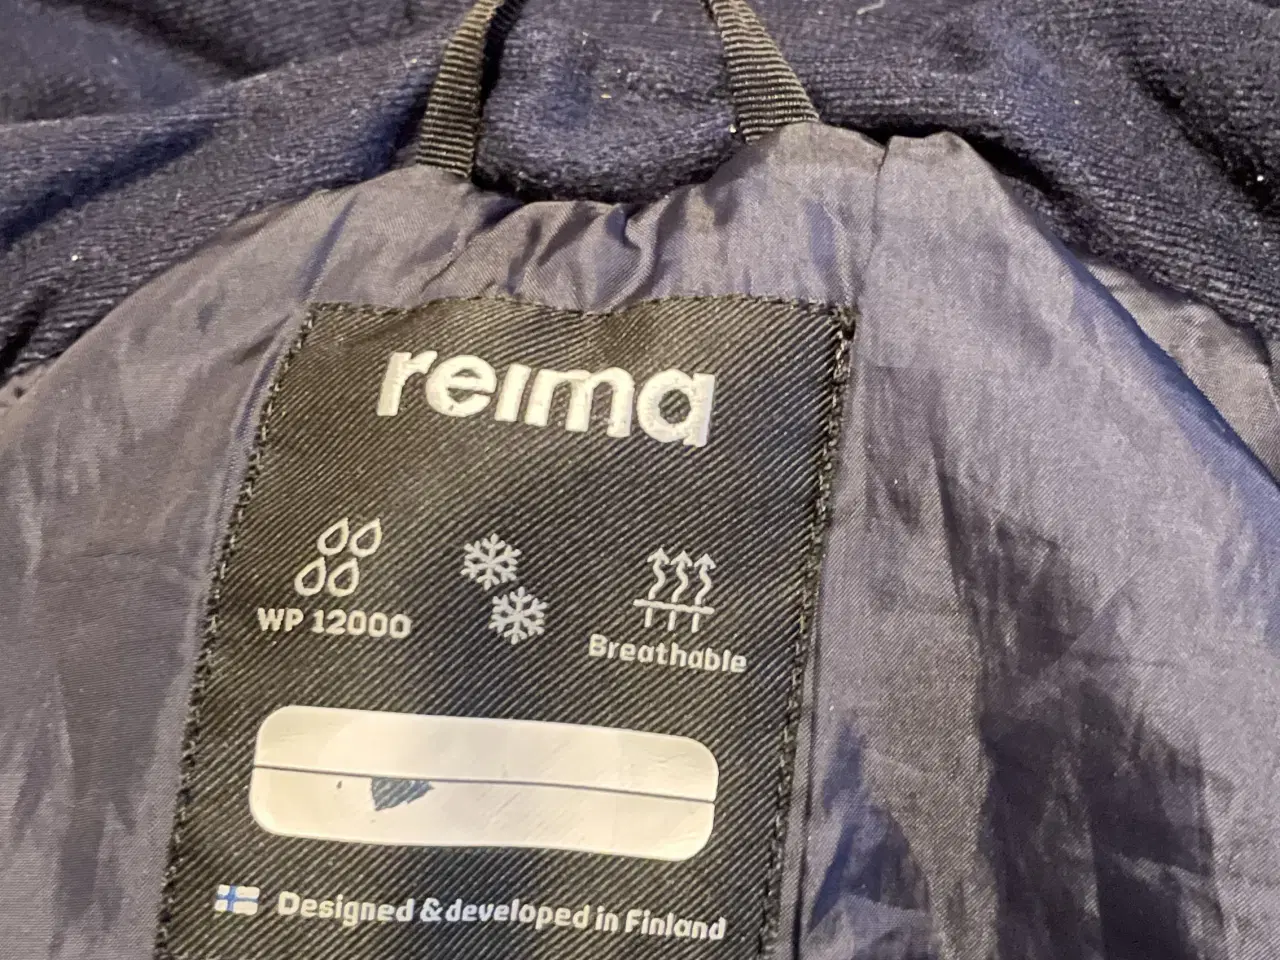 reima
WP 12000
Breathable
Designed & developed in Finland